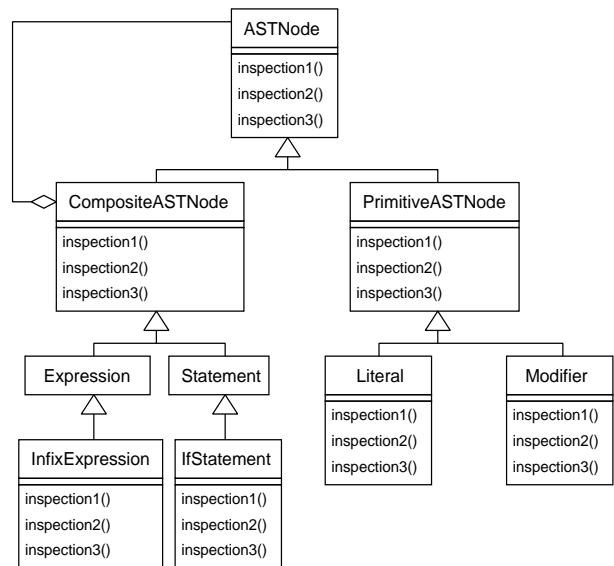 ASTNode
inspection1()
inspection2()
inspection3()
CompositeASTNode
inspection1()
inspection2()
inspection3()
PrimitiveASTNode
inspection1()
inspection2()
inspection3()
Expression
Statement
Literal
inspection1()
inspection2()
inspection3()
Modifier
inspection1()
inspection2()
inspection3()
InfixExpression
inspection1()
inspection2()
inspection3()
IfStatement
inspection1()
inspection2()
inspection3()